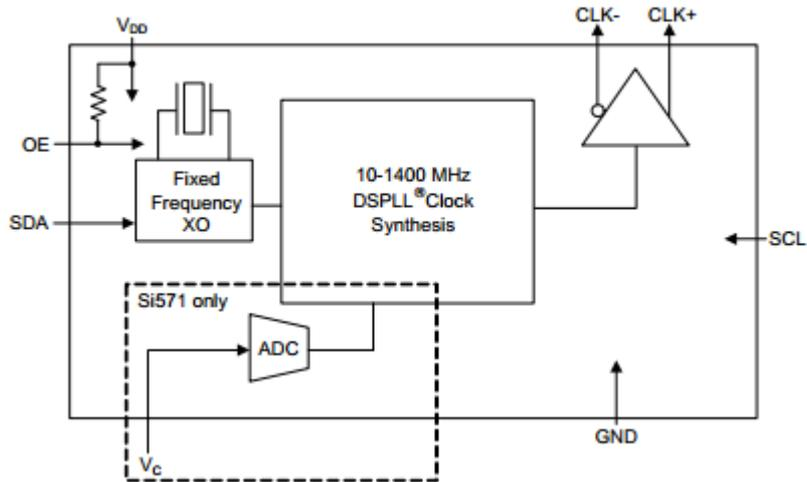 CLK- CLK+
VDD
OE
Fixed
Frequency
XO
10-1400 MHz
DSPLL®Clock
Synthesis
SDA
SCL
Si571 only
ADC
GND
VC